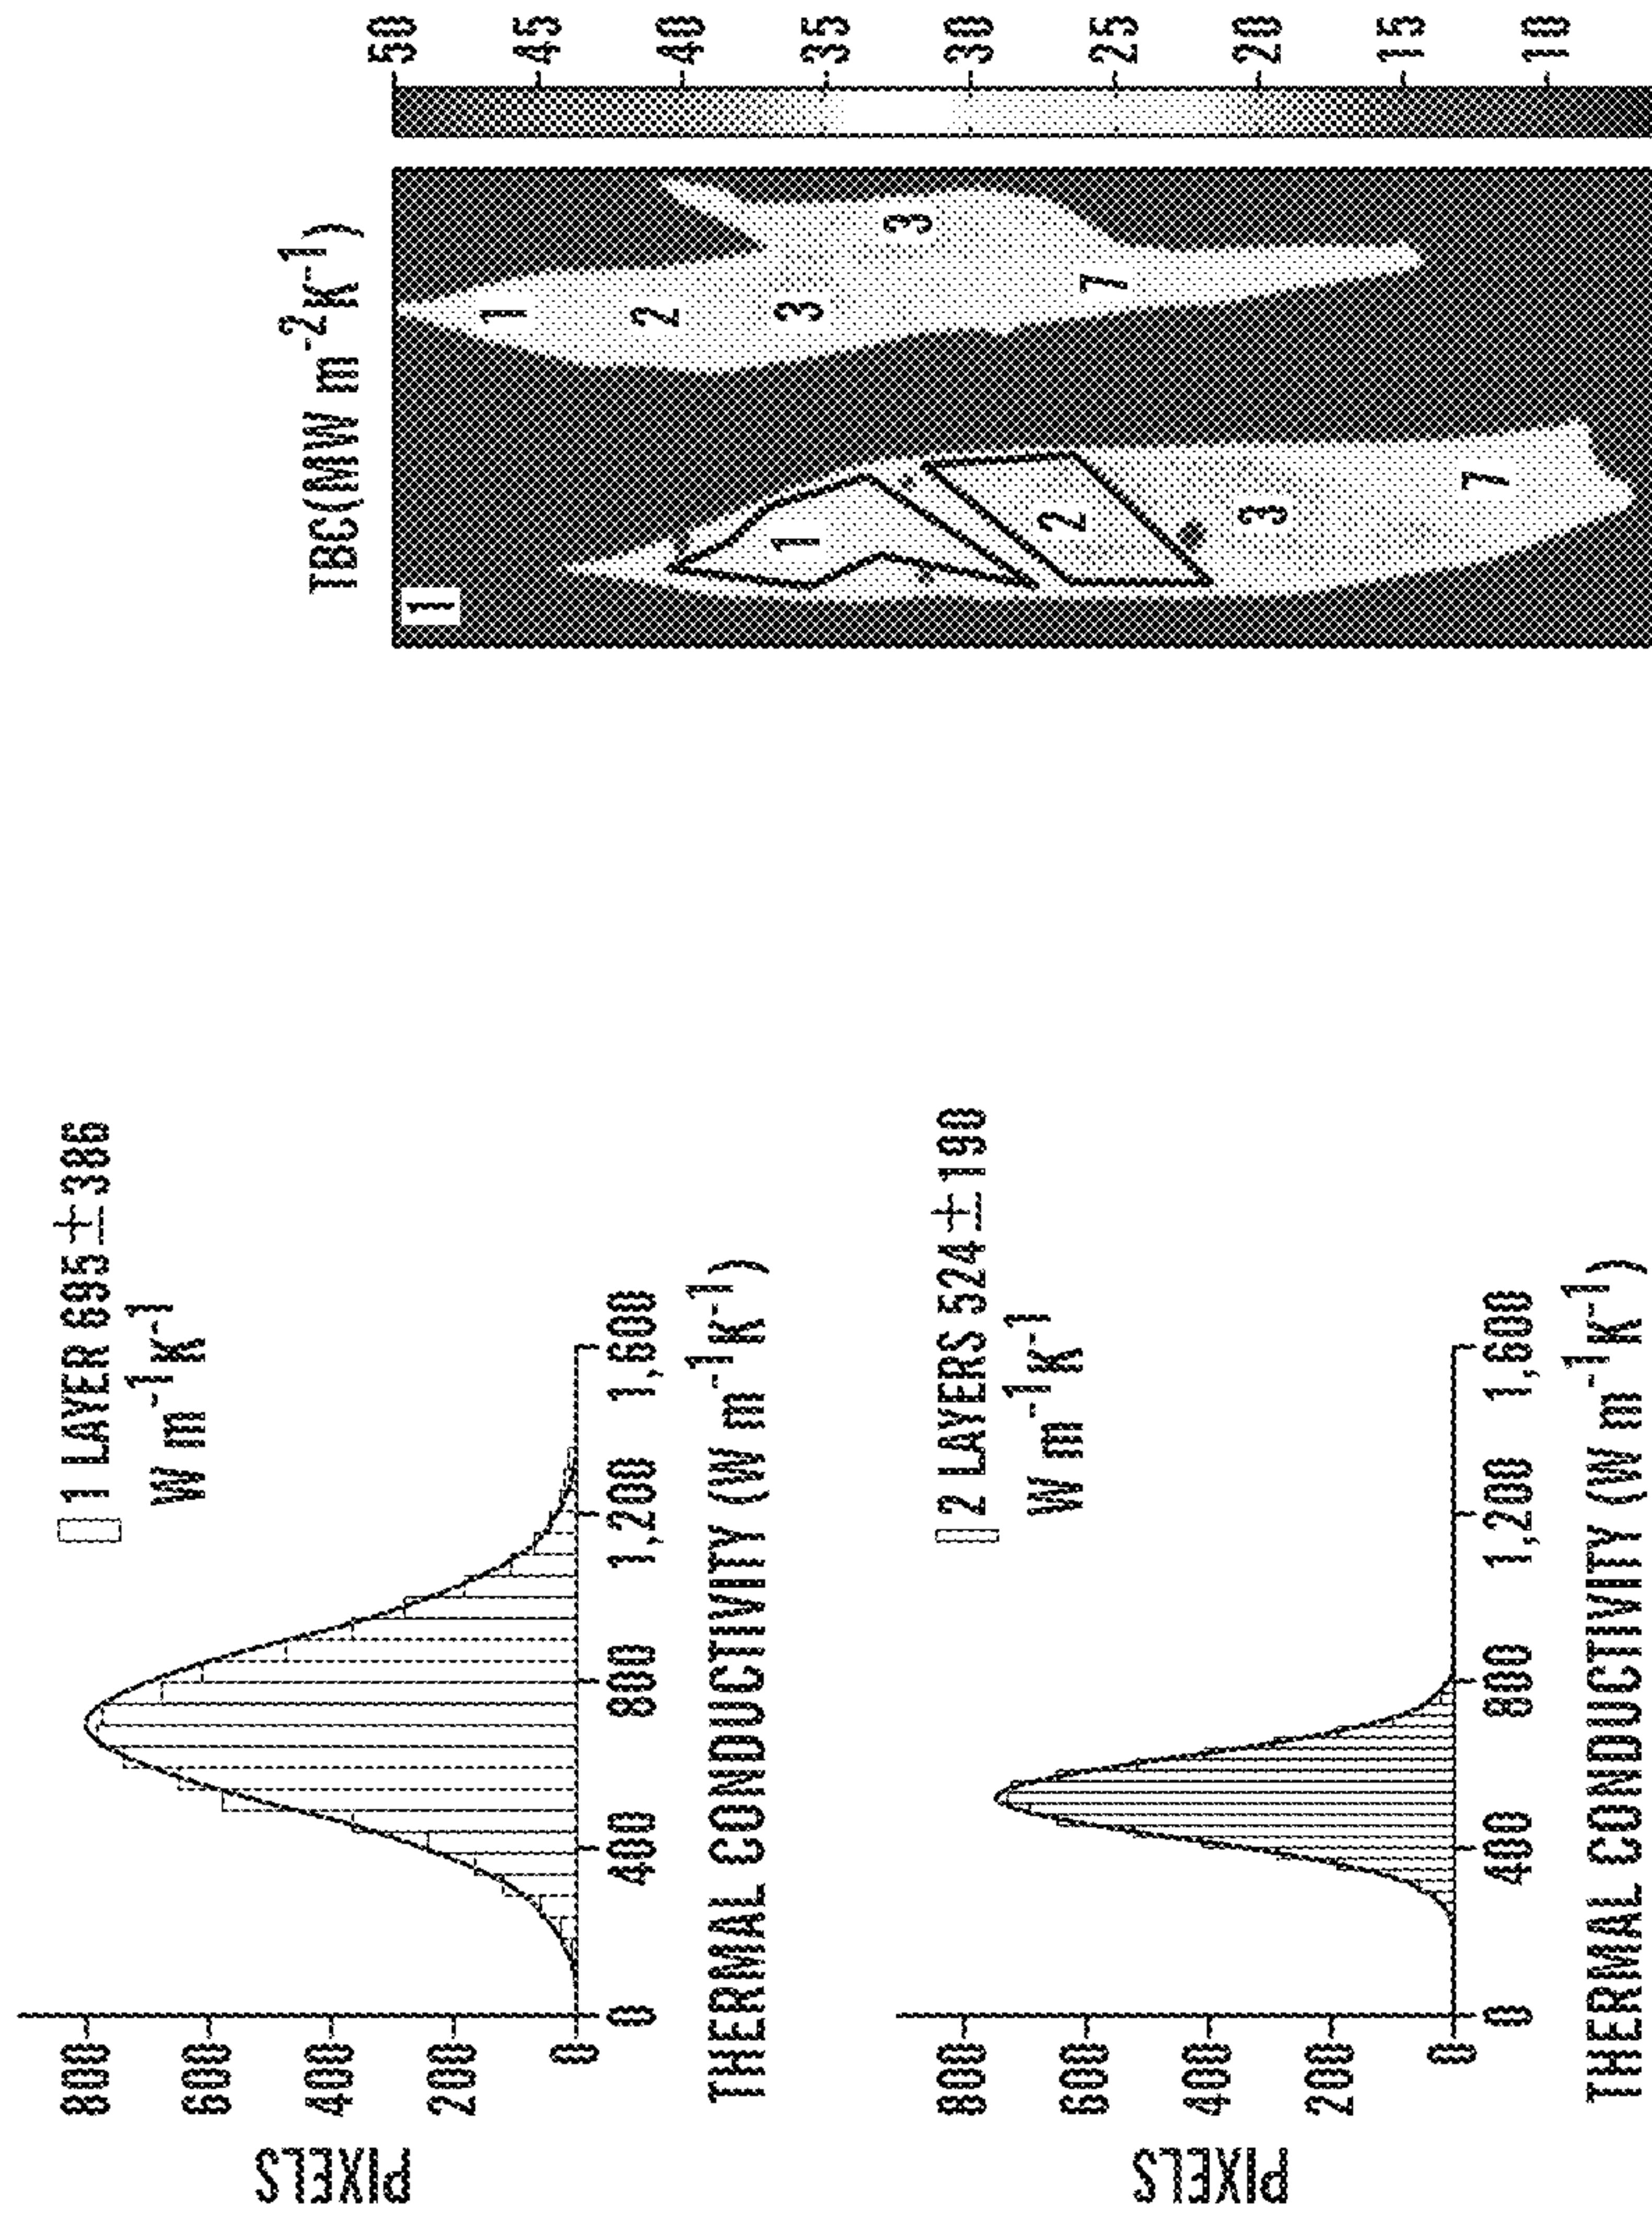 1 LAYER 695±386
W m-1K-1
PIXELS
800
600
400
200
0
0 400 800 1,200 1,600
THERMAL CONDUCTIVITY (W m-1K-1)
2 LAYERS 524±190
W m-1K-1
PIXELS
800
600
400
200
0
0 400 800 1,200 1,600
THERMAL CONDUCTIVITY (W m-1K-1)
TBC(MW m-2K-1)
1
1
2
3
7
1
2
3
3
7
50
45
40
35
30
25
20
15
10